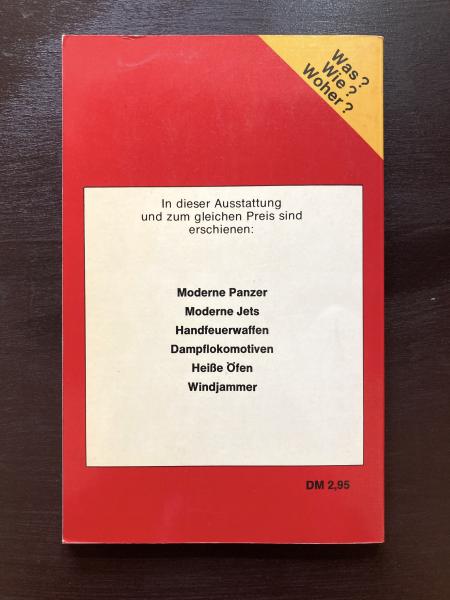 Was?
Wie?
Woher?
In dieser Ausstattung
und zum gleichen Preis sind
erschienen:
Moderne Panzer
Moderne Jets
Handfeuerwaffen
Dampflokomotiven
Heiße Öfen
Windjammer
DM 2,95